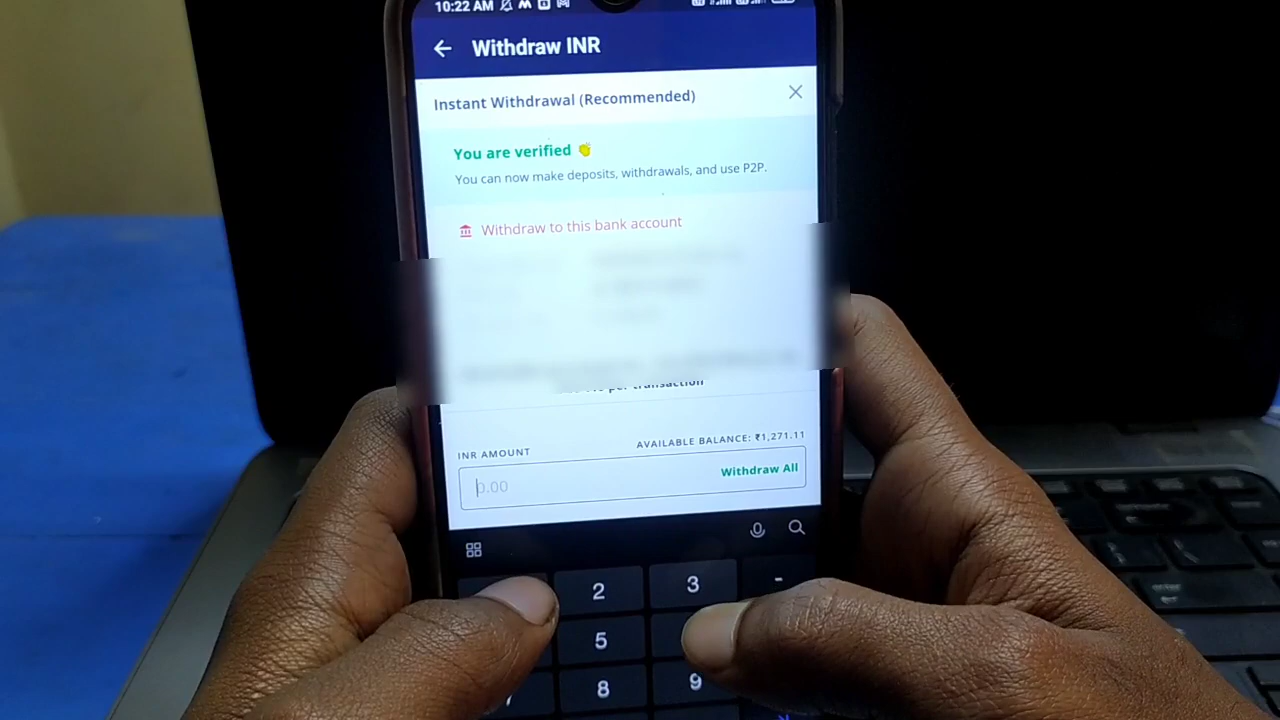 10:22 AM
Withdraw INR
Instant Withdrawal (Recommended)
You are verified 👏
You can now make deposits, withdrawals, and use P2P.
Withdraw to this bank account
per transaction
INR AMOUNT
AVAILABLE BALANCE: ₹1,271.11
0.00
Withdraw All
2 3 -
5
8 9